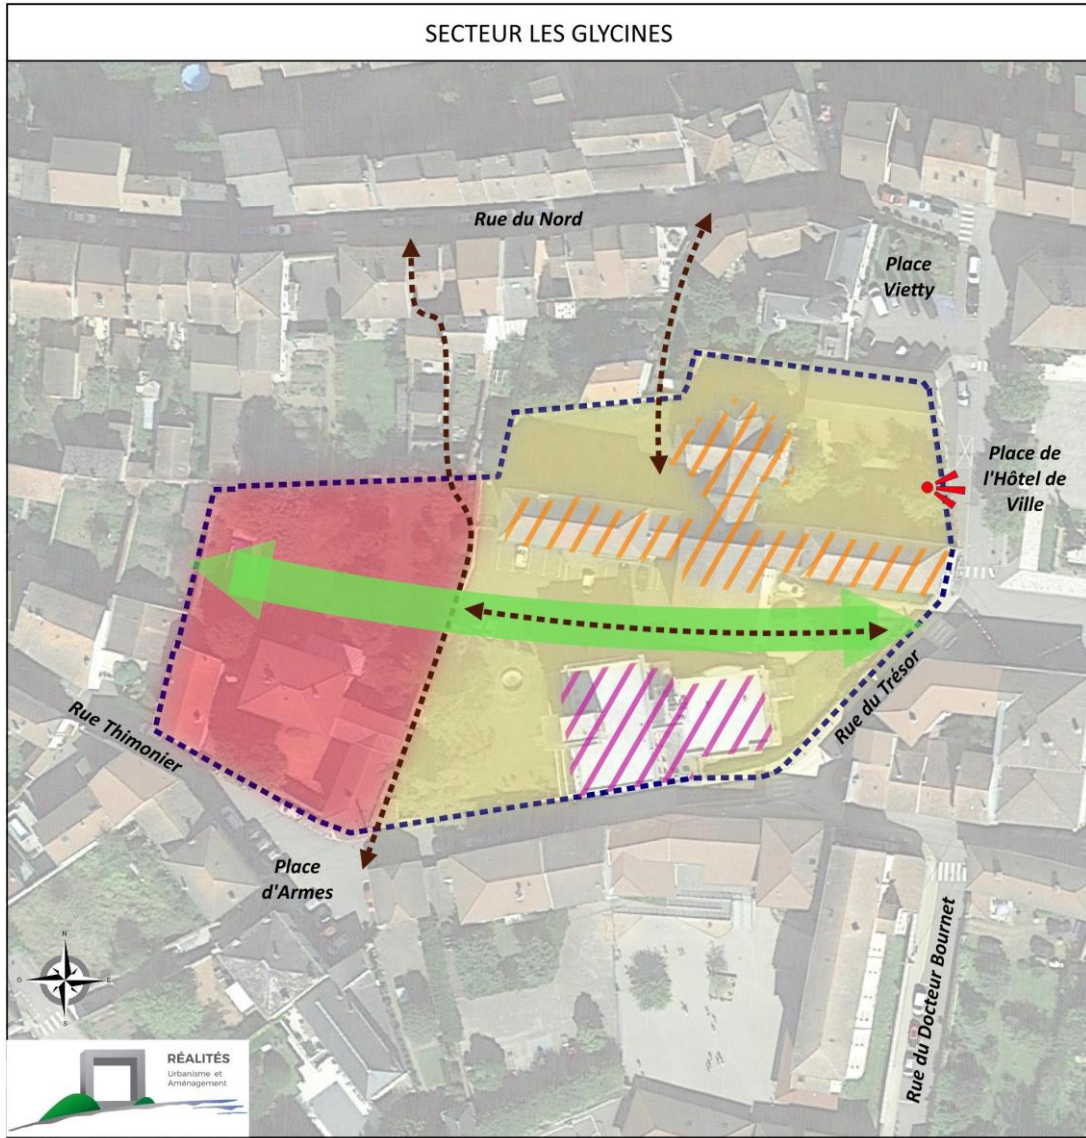 SECTEUR LES GLYCINES
Rue du Nord
Place
Vietty
Place de
l'Hôtel de
Ville
Rue du Trésor
Rue Thimonier
Place
d'Armes
Rue du Docteur Bournet
N
O
E
S
RÉALITÉS
Urbanisme et
Aménagement